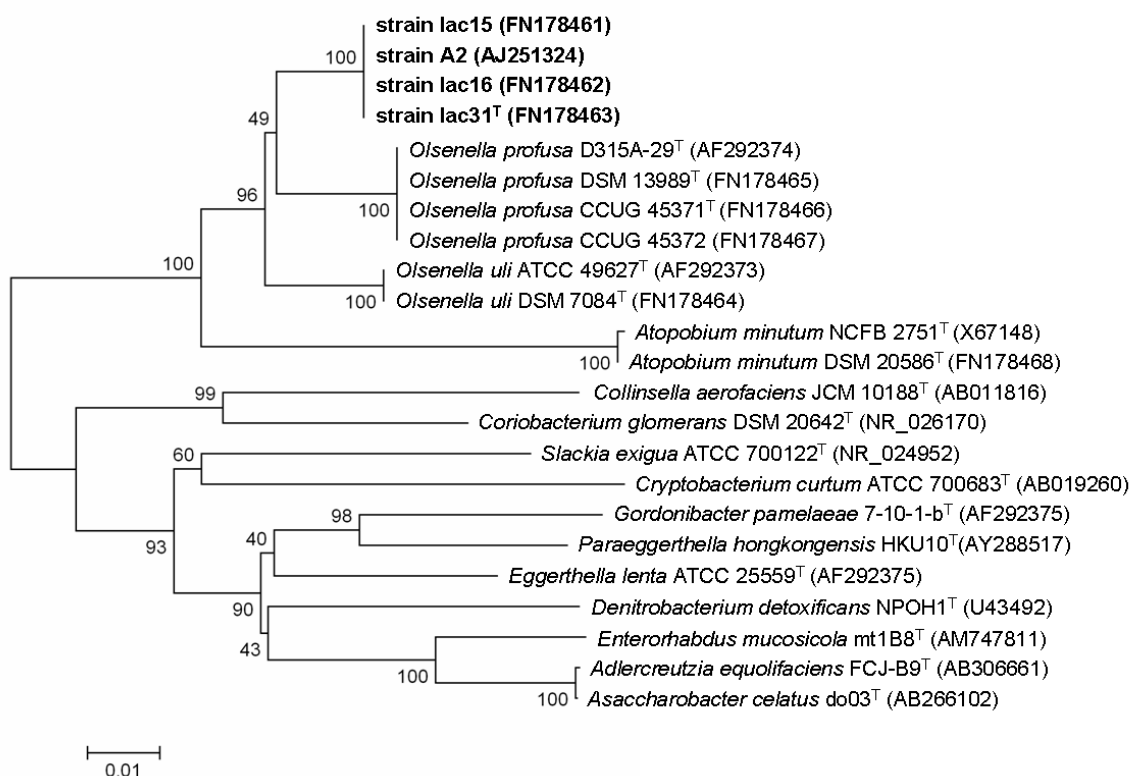 strain lac15 (FN178461)
100
strain A2 (AJ251324)
strain lac16 (FN178462)
strain lac31ᵀ (FN178463)
49
Olsenella profusa D315A-29ᵀ (AF292374)
Olsenella profusa DSM 13989ᵀ (FN178465)
96
Olsenella profusa CCUG 45371ᵀ (FN178466)
100
Olsenella profusa CCUG 45372 (FN178467)
100
Olsenella uli ATCC 49627ᵀ (AF292373)
100
Olsenella uli DSM 7084ᵀ (FN178464)
Atopobium minutum NCFB 2751ᵀ (X67148)
100
Atopobium minutum DSM 20586ᵀ (FN178468)
99
Collinsella aerofaciens JCM 10188ᵀ (AB011816)
Coriobacterium glomerans DSM 20642ᵀ (NR_026170)
60
Slackia exigua ATCC 700122ᵀ (NR_024952)
Cryptobacterium curtum ATCC 700683ᵀ (AB019260)
98
Gordonibacter pamelaeae 7-10-1-bᵀ (AF292375)
93
40
Paraeggerthella hongkongensis HKU10ᵀ(AY288517)
Eggerthella lenta ATCC 25559ᵀ (AF292375)
90
Denitrobacterium detoxificans NPOH1ᵀ (U43492)
43
Enterorhabdus mucosicola mt1B8ᵀ (AM747811)
100
Adlercreutzia equolifaciens FCJ-B9ᵀ (AB306661)
100
Asaccharobacter celatus do03ᵀ (AB266102)
0.01